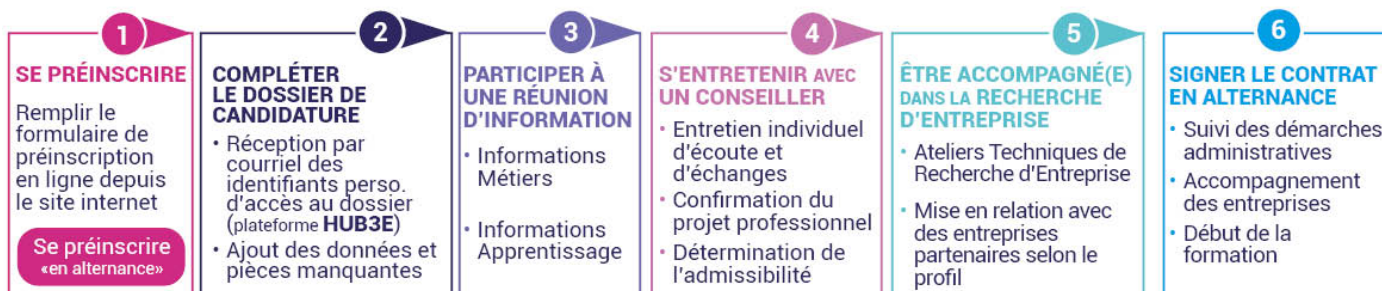 1
SE PRÉINSCRIRE
Remplir le
formulaire de
préinscription
en ligne depuis
le site internet
Se préinscrire
«en alternance»
2
COMPLÉTER
LE DOSSIER DE
CANDIDATURE
• Réception par
courriel des
identifiants perso.
d'accès au dossier
(plateforme HUB3E)
• Ajout des données et
pièces manquantes
3
PARTICIPER À
UNE RÉUNION
D'INFORMATION
• Informations
Métiers
• Informations
Apprentissage
4
S'ENTRETENIR AVEC
UN CONSEILLER
• Entretien individuel
d'écoute et
d'échanges
• Confirmation du
projet professionnel
• Détermination de
l'admissibilité
5
ÊTRE ACCOMPAGNÉ(E)
DANS LA RECHERCHE
D'ENTREPRISE
• Ateliers Techniques de
Recherche d'Entreprise
• Mise en relation avec
des entreprises
partenaires selon le
profil
6
SIGNER LE CONTRAT
EN ALTERNANCE
• Suivi des démarches
administratives
• Accompagnement
des entreprises
• Début de la
formation